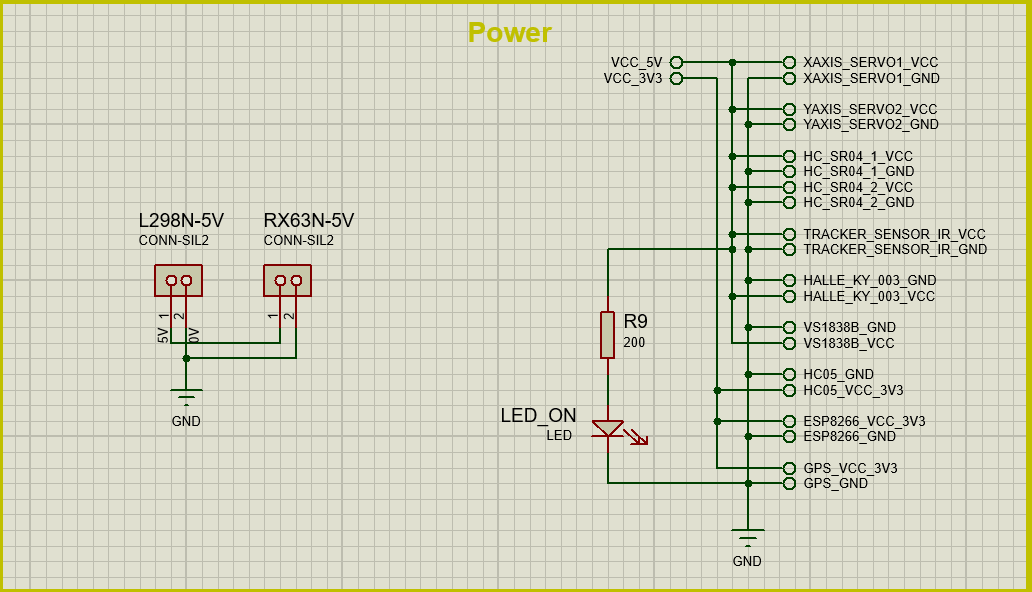 Power
VCC_5V
VCC_3V3
XAXIS_SERVO1_VCC
XAXIS_SERVO1_GND
YAXIS_SERVO2_VCC
YAXIS_SERVO2_GND
HC_SR04_1_VCC
HC_SR04_1_GND
HC_SR04_2_VCC
HC_SR04_2_GND
TRACKER_SENSOR_IR_VCC
TRACKER_SENSOR_IR_GND
HALLE_KY_003_GND
HALLE_KY_003_VCC
VS1838B_GND
VS1838B_VCC
HC05_GND
HC05_VCC_3V3
ESP8266_VCC_3V3
ESP8266_GND
GPS_VCC_3V3
GPS_GND
GND
L298N-5V
CONN-SIL2
1
2
5V
0V
GND
RX63N-5V
CONN-SIL2
1
2
R9
200
LED_ON
LED